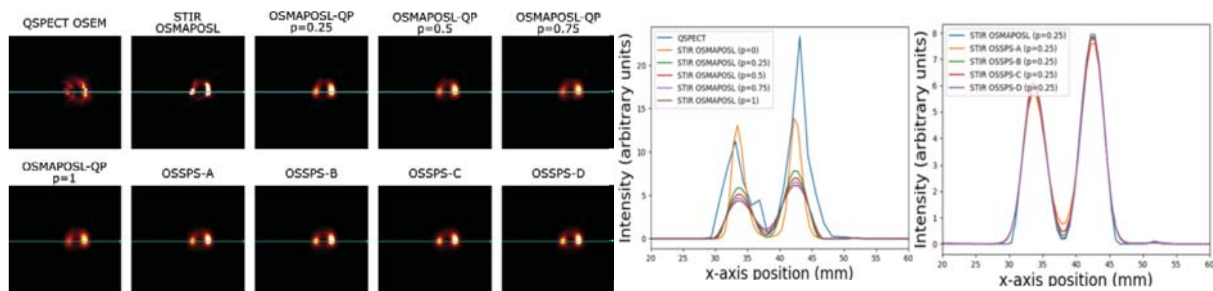 QSPECT OSEM
STIR
OSMAPOSL
OSMAPOSL-QP
p=0.25
OSMAPOSL-QP
p=0.5
OSMAPOSL-QP
p=0.75
OSMAPOSL-QP
p=1
OSSPS-A
OSSPS-B
OSSPS-C
OSSPS-D
Intensity (arbitrary units)
20
15
10
5
0
QSPECT
STIR OSMAPOSL (p=0)
STIR OSMAPOSL (p=0.25)
STIR OSMAPOSL (p=0.5)
STIR OSMAPOSL (p=0.75)
STIR OSMAPOSL (p=1)
20 25 30 35 40 45 50 55 60
x-axis position (mm)
Intensity (arbitrary units)
8
7
6
5
4
3
2
1
0
STIR OSMAPOSL (p=0.25)
STIR OSSPS-A (p=0.25)
STIR OSSPS-B (p=0.25)
STIR OSSPS-C (p=0.25)
STIR OSSPS-D (p=0.25)
20 25 30 35 40 45 50 55 60
x-axis position (mm)